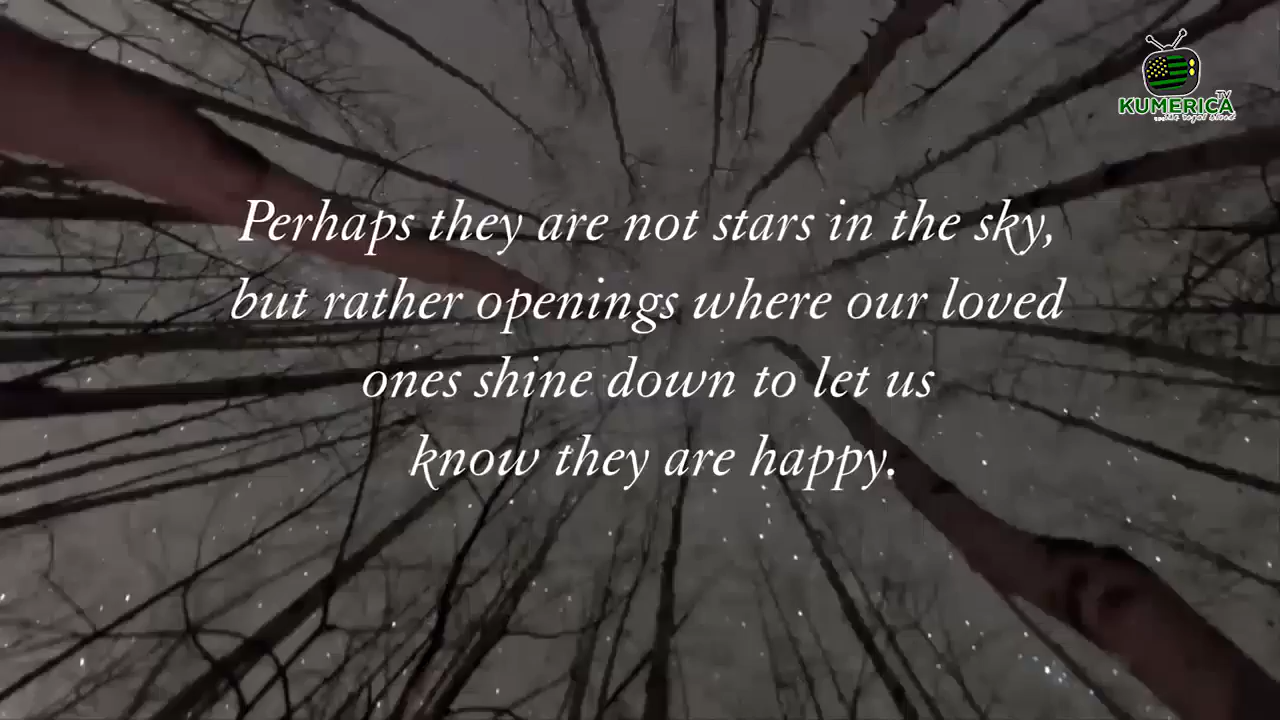 Perhaps they are not stars in the sky,
but rather openings where our loved
ones shine down to let us
know they are happy.
KUMERICA
TV